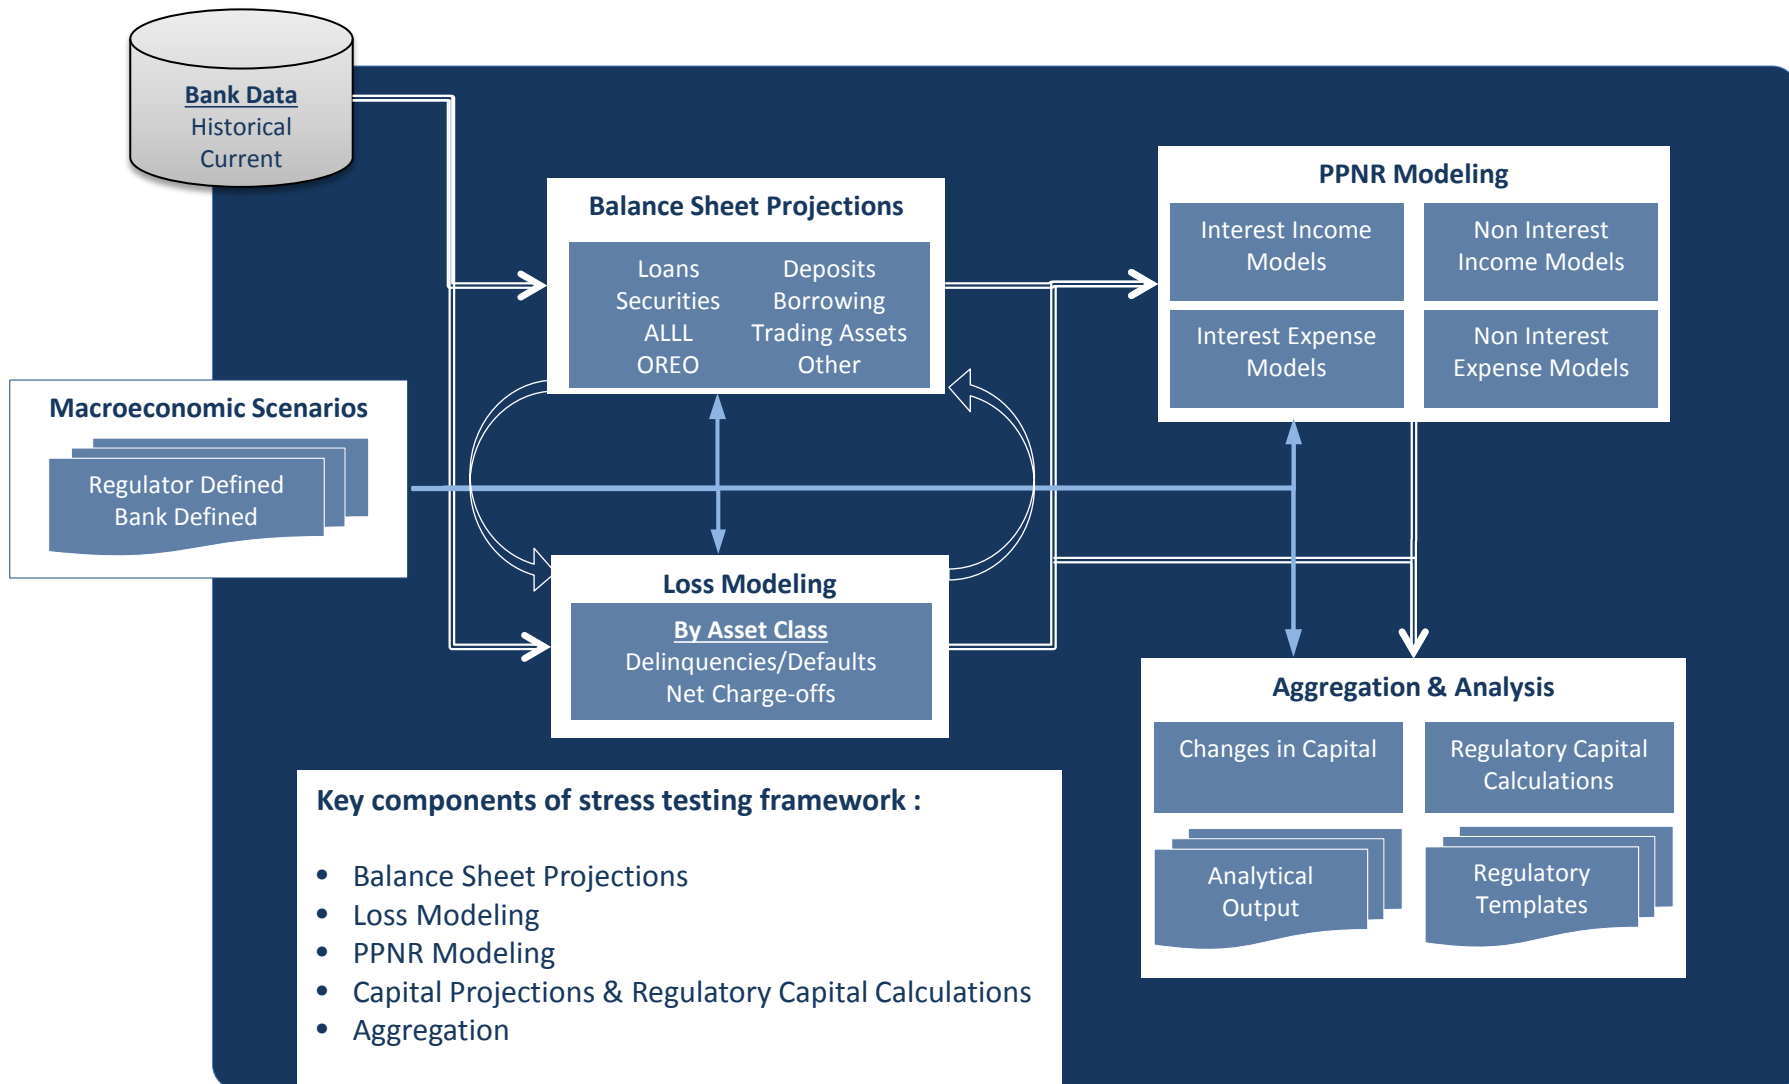 Bank Data
Historical
Current
Balance Sheet Projections
Loans
Securities
ALLL
OREO
Deposits
Borrowing
Trading Assets
Other
PPNR Modeling
Interest Income
Models
Non Interest
Income Models
Interest Expense
Models
Non Interest
Expense Models
Macroeconomic Scenarios
Regulator Defined
Bank Defined
Loss Modeling
By Asset Class
Delinquencies/Defaults
Net Charge-offs
Aggregation & Analysis
Changes in Capital
Regulatory Capital
Calculations
Analytical
Output
Regulatory
Templates
Key components of stress testing framework :
• Balance Sheet Projections
• Loss Modeling
• PPNR Modeling
• Capital Projections & Regulatory Capital Calculations
• Aggregation